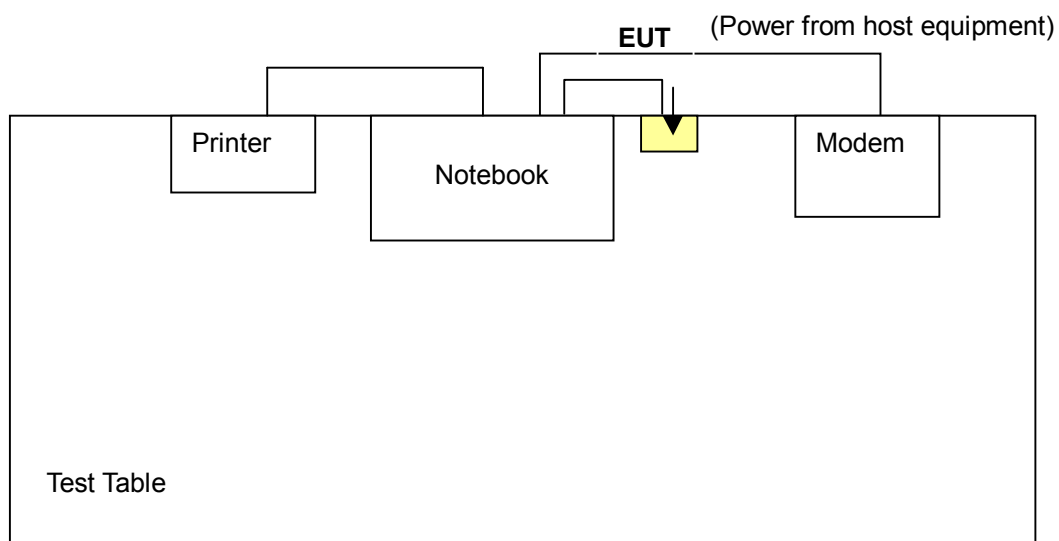 EUT (Power from host equipment)
Printer
Notebook
Modem
Test Table